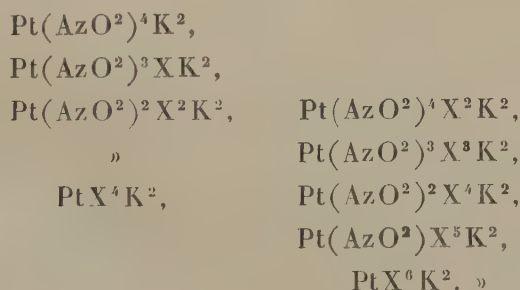 Pt(AzO²)⁴K²,
Pt(AzO²)³XK²,
Pt(AzO²)²X²K²,
»
PtX⁴K²,
Pt(AzO²)⁴X²K²,
Pt(AzO²)³X³K²,
Pt(AzO²)²X⁴K²,
Pt(AzO²)X⁵K²,
PtX⁶K². »